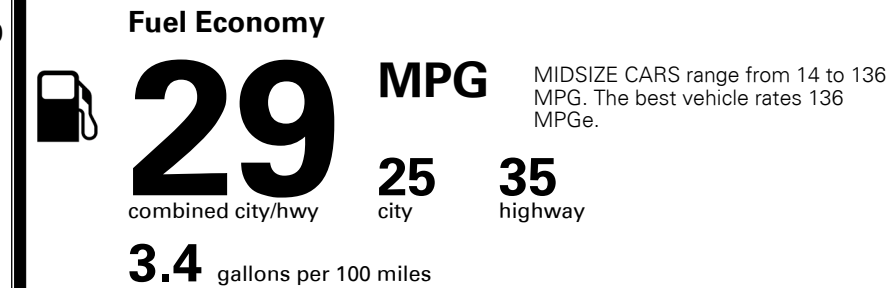 Fuel Economy
29 MPG
MIDSIZE CARS range from 14 to 136
MPG. The best vehicle rates 136
MPGe.
combined city/hwy
25
city
35
highway
3.4 gallons per 100 miles